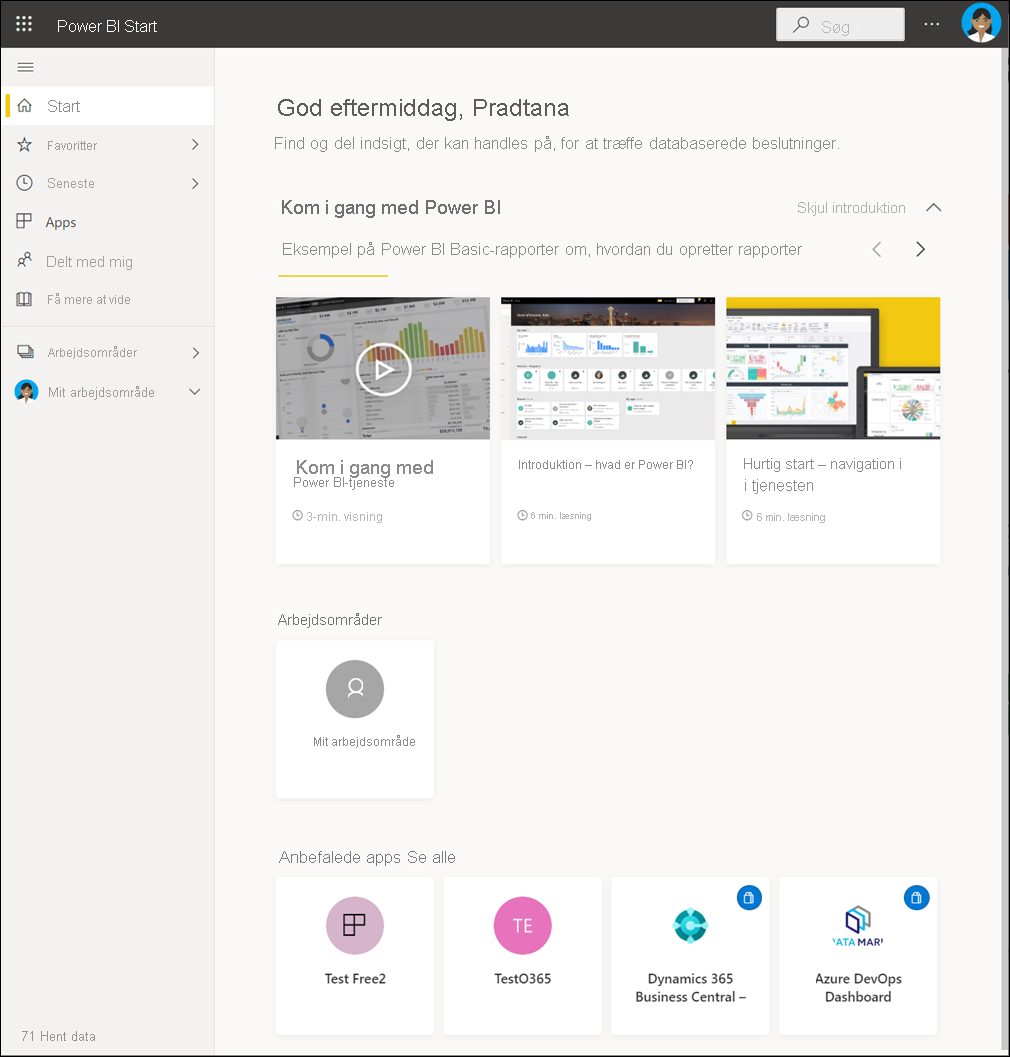 Power BI Start
Søg
Start
Favoritter
Seneste
Apps
Delt med mig
Få mere at vide
Arbejdsområder
Mit arbejdsområde
71 Hent data
God eftermiddag, Pradtana
Find og del indsigt, der kan handles på, for at træffe databaserede beslutninger.
Kom i gang med Power BI
Skjul introduktion
Eksempel på Power BI Basic-rapporter om, hvordan du opretter rapporter
Kom i gang med
Power BI-tjeneste
3-min. visning
Introduktion – hvad er Power BI?
6 min. læsning
Hurtig start – navigation i
i tjenesten
6 min. læsning
Arbejdsområder
Mit arbejdsområde
Anbefalede apps Se alle
Test Free2
TE
TestO365
Dynamics 365
Business Central –
DATA MAR
Azure DevOps
Dashboard